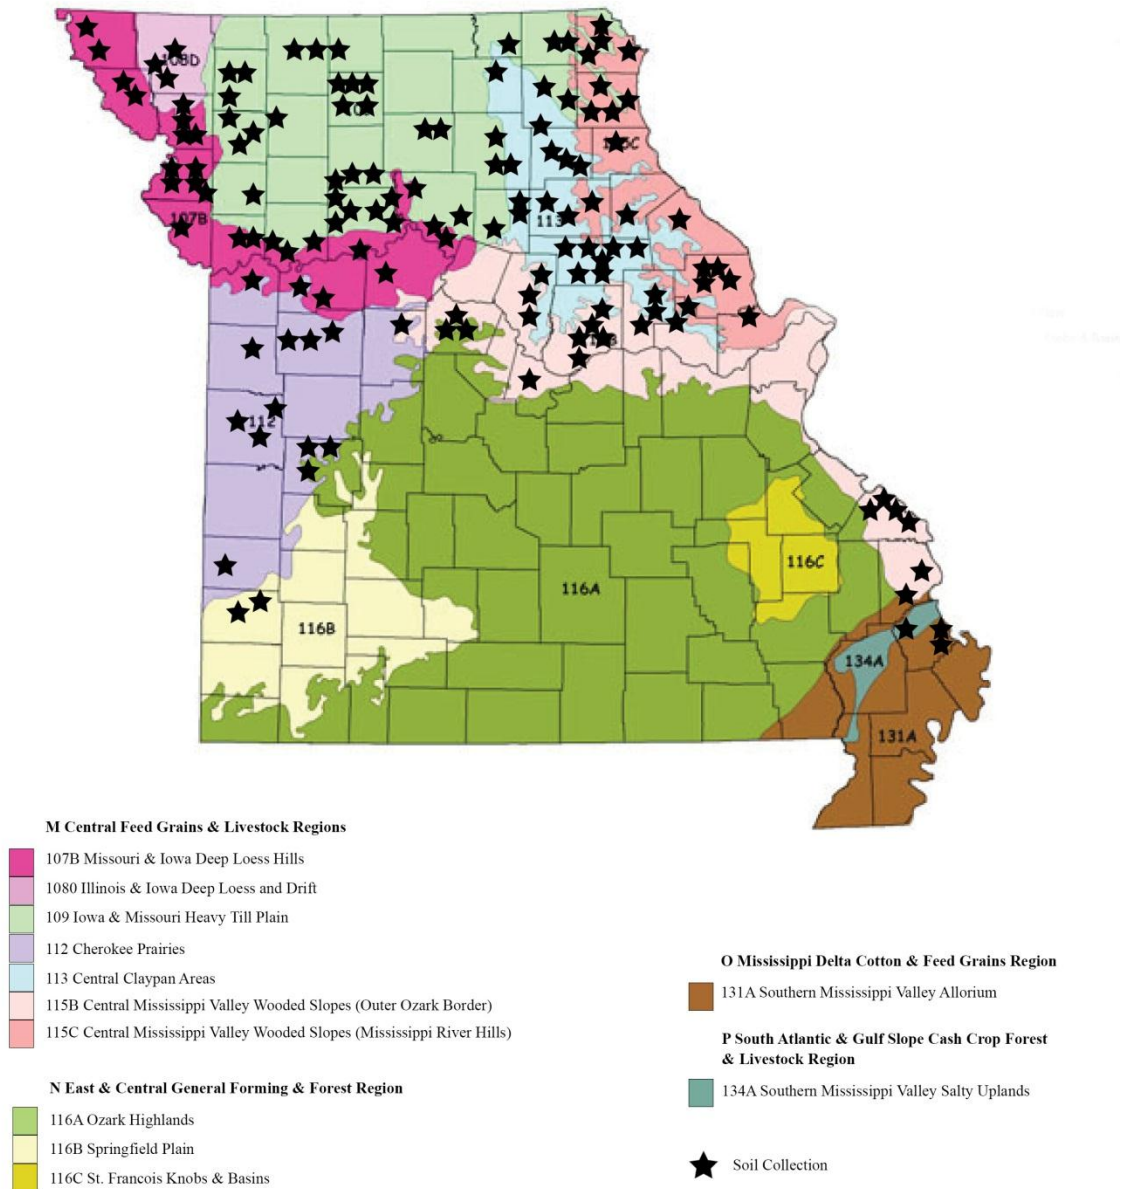 108D
107B
113
112
116A
116B
116C
134A
131A
M Central Feed Grains & Livestock Regions
107B Missouri & Iowa Deep Loess Hills
1080 Illinois & Iowa Deep Loess and Drift
109 Iowa & Missouri Heavy Till Plain
112 Cherokee Prairies
113 Central Claypan Areas
115B Central Mississippi Valley Wooded Slopes (Outer Ozark Border)
115C Central Mississippi Valley Wooded Slopes (Mississippi River Hills)
N East & Central General Forming & Forest Region
116A Ozark Highlands
116B Springfield Plain
116C St. Francois Knobs & Basins
O Mississippi Delta Cotton & Feed Grains Region
131A Southern Mississippi Valley Allorium
P South Atlantic & Gulf Slope Cash Crop Forest
& Livestock Region
134A Southern Mississippi Valley Salty Uplands
Soil Collection